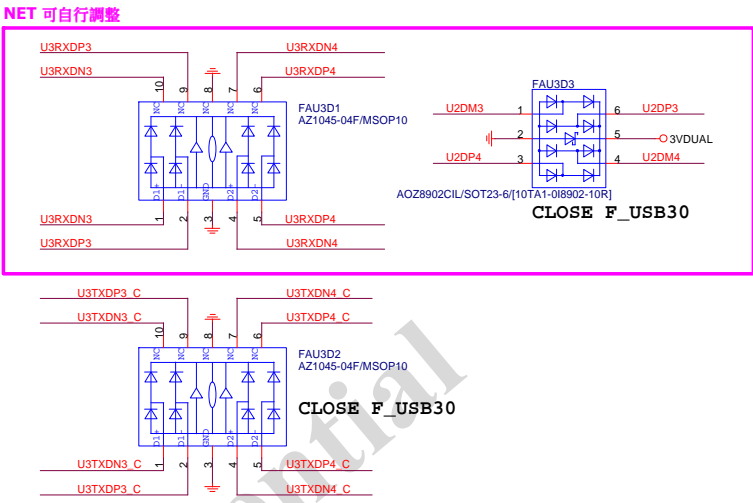 NET 可自行調整
U3RXDP3
U3RXDN4
U3RXDN3
U3RXDP4
10
9
8
7
6
NC
NC
NC
NC
NC
FAU3D1
AZ1045-04F/MSOP10
D1+
D1-
GND
D2+
D2-
1
2
3
4
5
U3RXDN3
U3RXDP4
U3RXDP3
U3RXDN4
FAU3D3
U2DM3
1
6
U2DP3
2
5
3VDUAL
U2DP4
3
4
U2DM4
AOZ8902CIL/SOT23-6/[10TA1-0I8902-10R]
CLOSE F_USB30
U3TXDP3_C
U3TXDN4_C
U3TXDN3_C
U3TXDP4_C
10
9
8
7
6
NC
NC
NC
NC
NC
FAU3D2
AZ1045-04F/MSOP10
CLOSE F_USB30
D1+
D1-
GND
D2+
D2-
1
2
3
4
5
U3TXDN3_C
U3TXDP4_C
U3TXDP3_C
U3TXDN4_C
ential